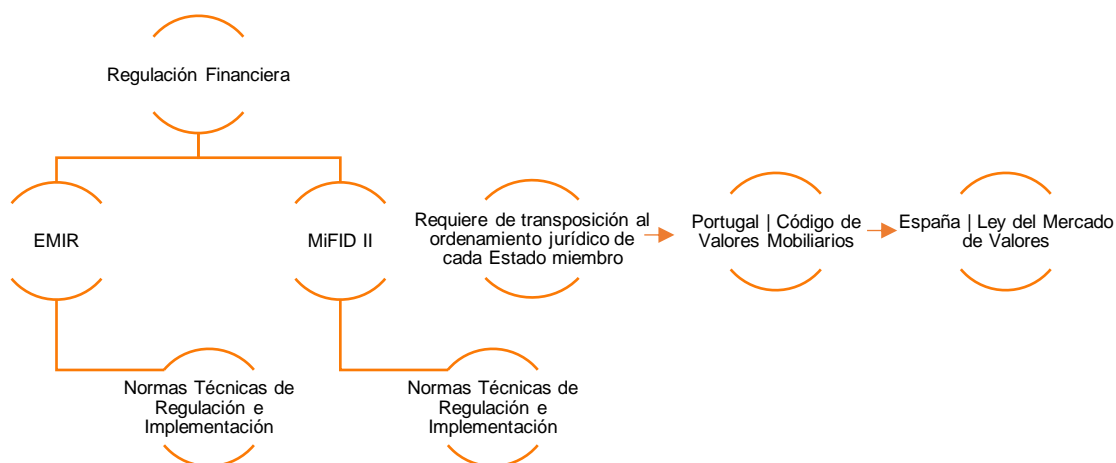 Regulación Financiera
EMIR
MiFID II
Requiere de transposición al
ordenamiento jurídico de
cada Estado miembro
Portugal | Código de
Valores Mobiliarios
España | Ley del Mercado
de Valores
Normas Técnicas de
Regulación e
Implementación
Normas Técnicas de
Regulación e
Implementación